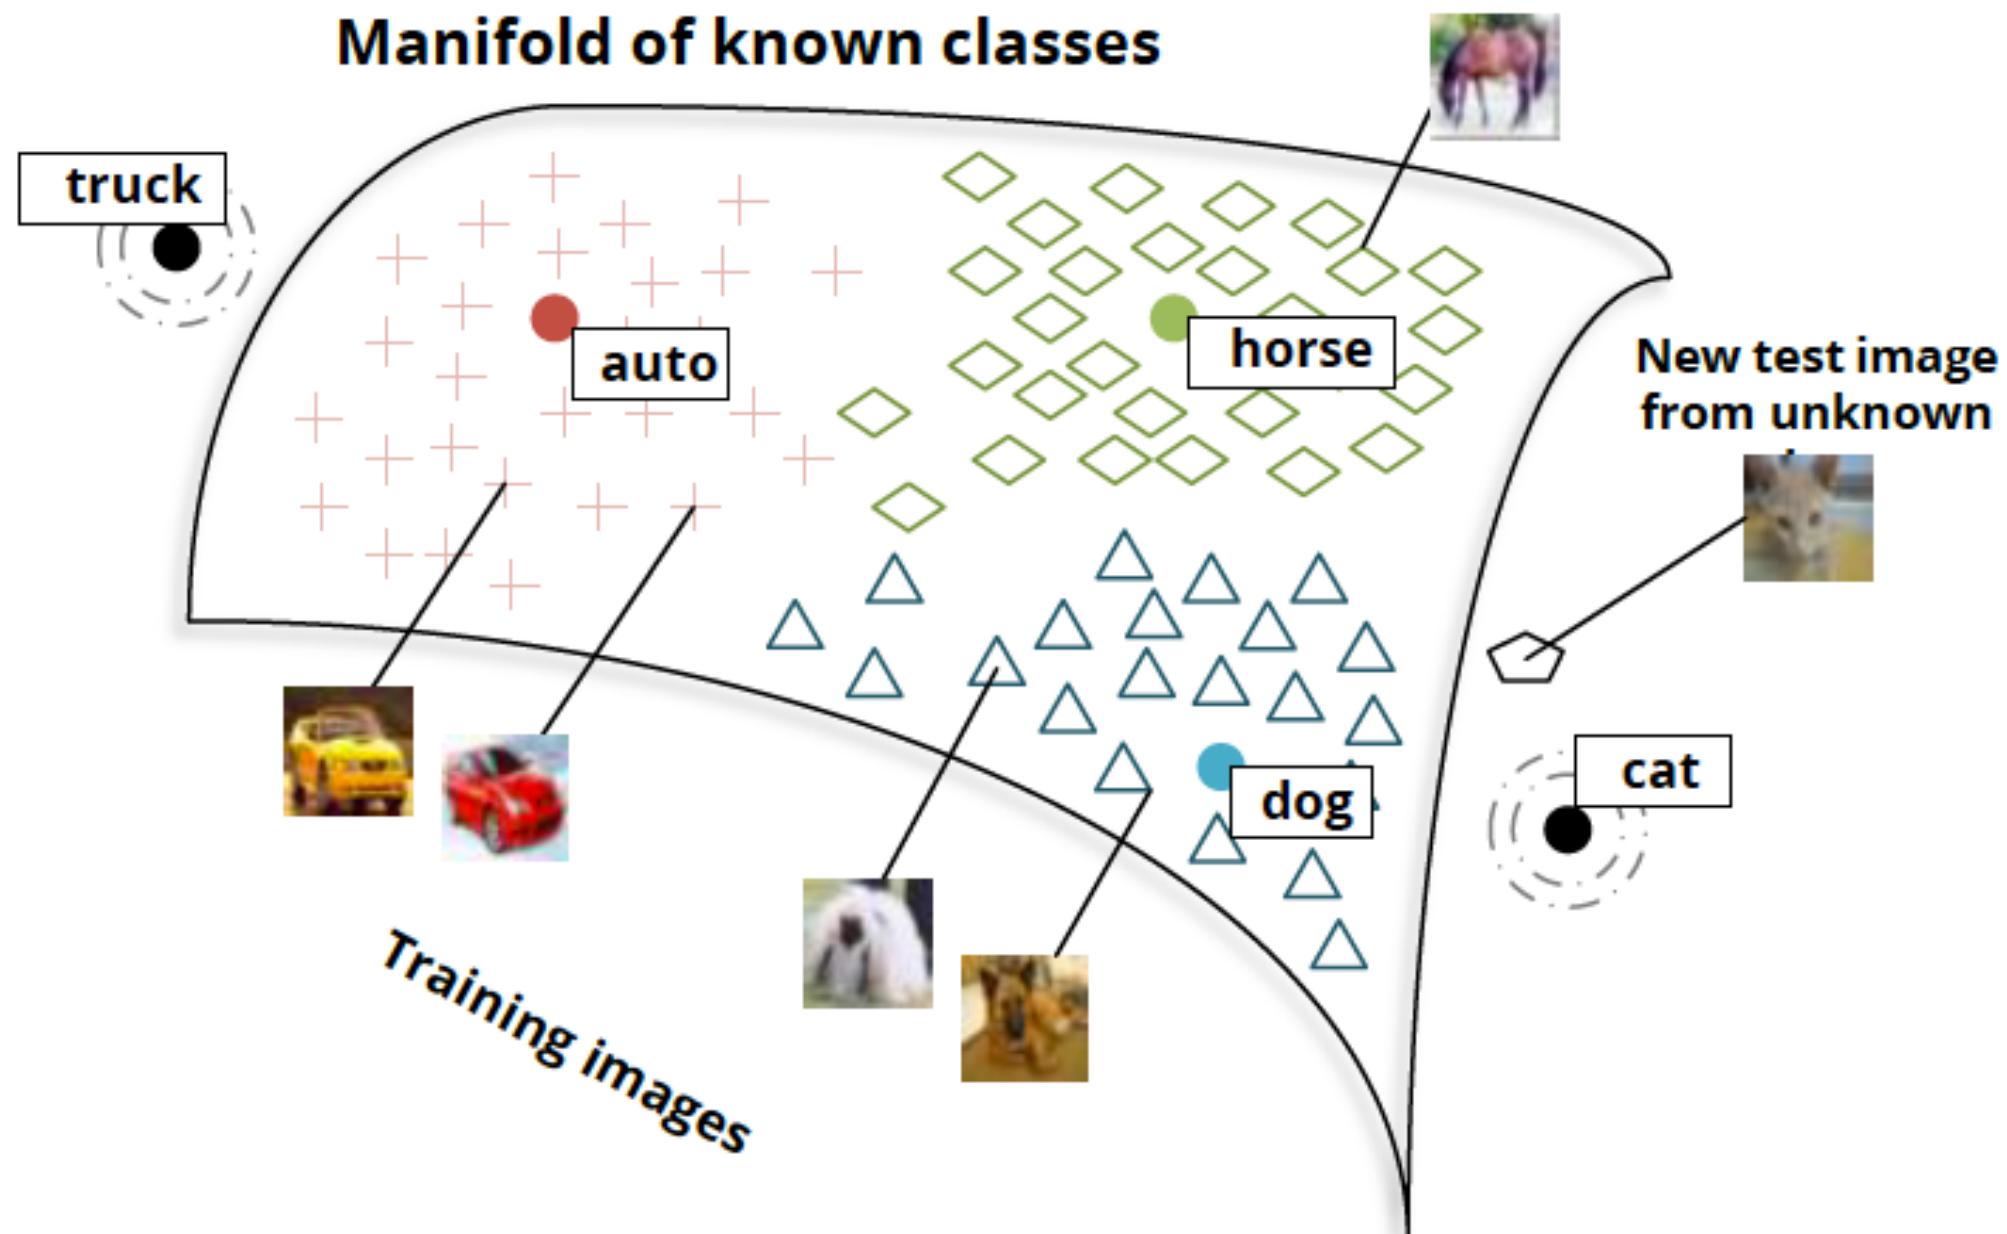 Manifold of known classes
truck
auto
horse
New test image
from unknown
cat
dog
Training images